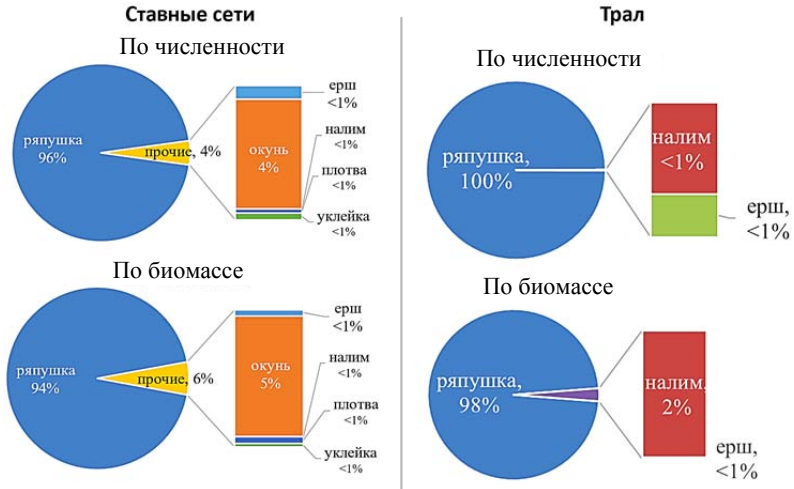 Ставные сети
По численности
ряпушка
96%
прочие, 4%
окунь
4%
ерш
<1%
налим
<1%
плотва
<1%
уклейка
<1%
По биомассе
ряпушка
94%
прочие, 6%
окунь
5%
ерш
<1%
налим
<1%
плотва
<1%
уклейка
<1%
Трал
По численности
ряпушка,
100%
налим
<1%
ерш,
<1%
По биомассе
ряпушка,
98%
налим,
2%
ерш,
<1%